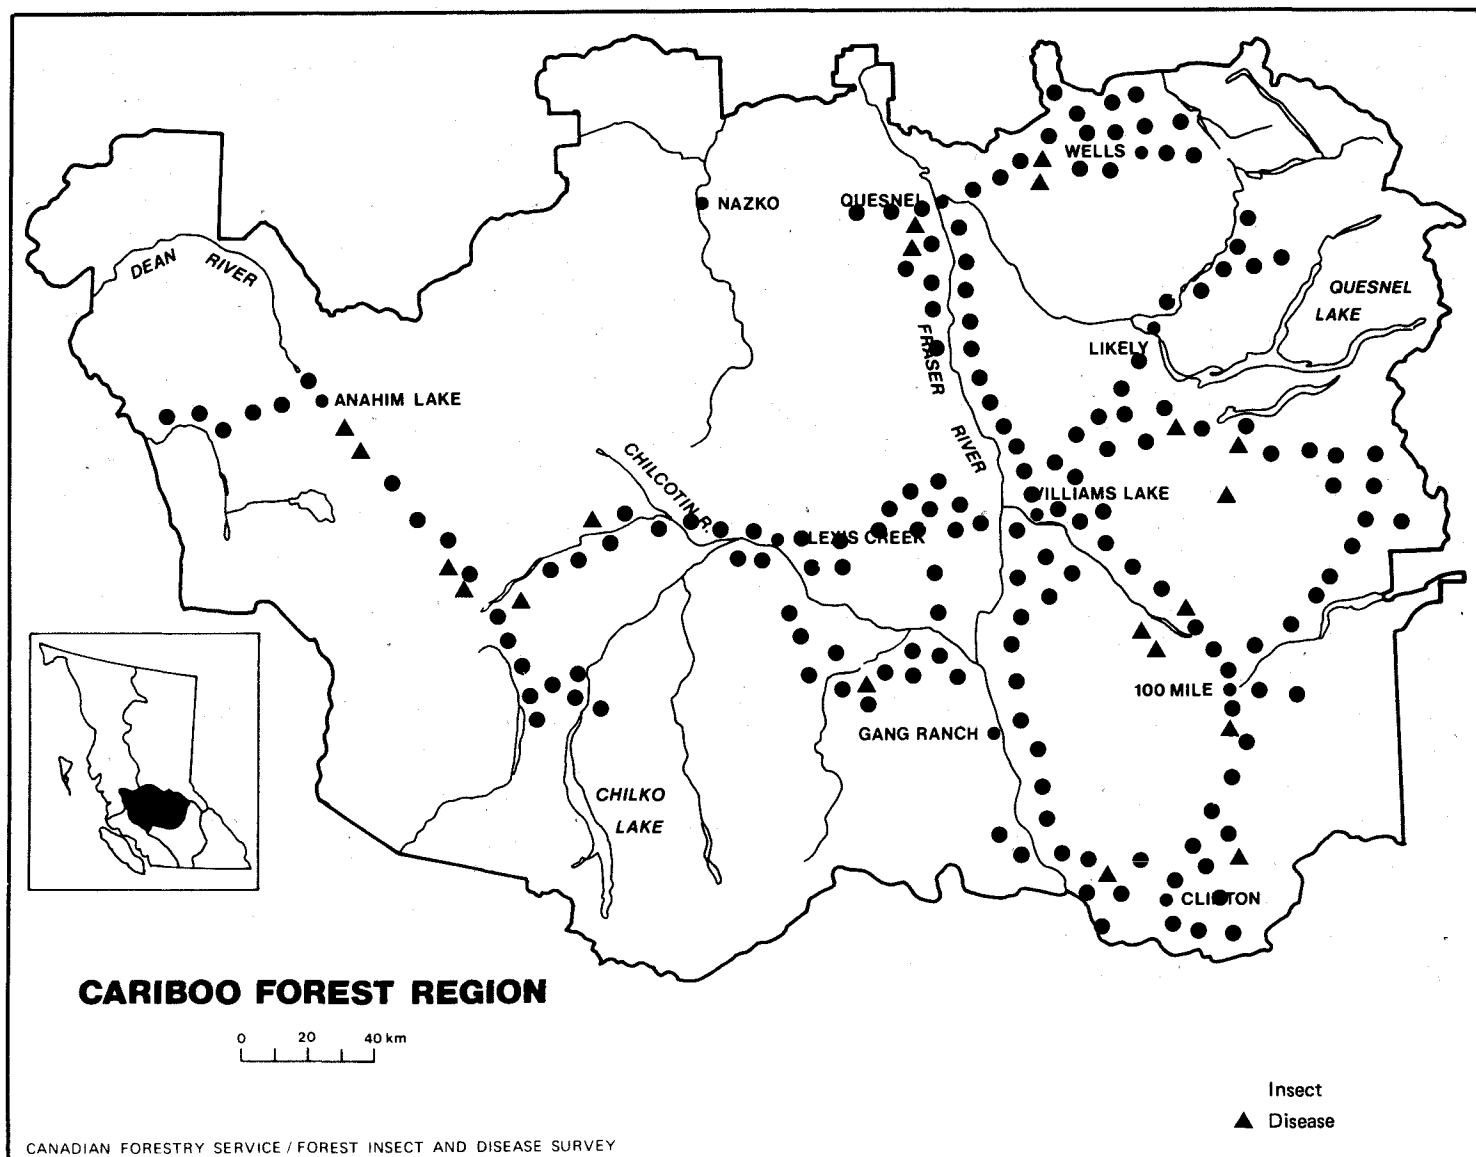 WELLS
NAZKO
QUESNEL
DEAN RIVER
QUESNEL
LAKE
LIKELY
FRASER
RIVER
ANAHIM LAKE
CHILCOTIN R.
WILLIAMS LAKE
ALEXIS CREEK
100 MILE
GANG RANCH
CHILKO
LAKE
CLINTON
CARIBOO FOREST REGION
0 20 40 km
Insect
Disease
CANADIAN FORESTRY SERVICE / FOREST INSECT AND DISEASE SURVEY